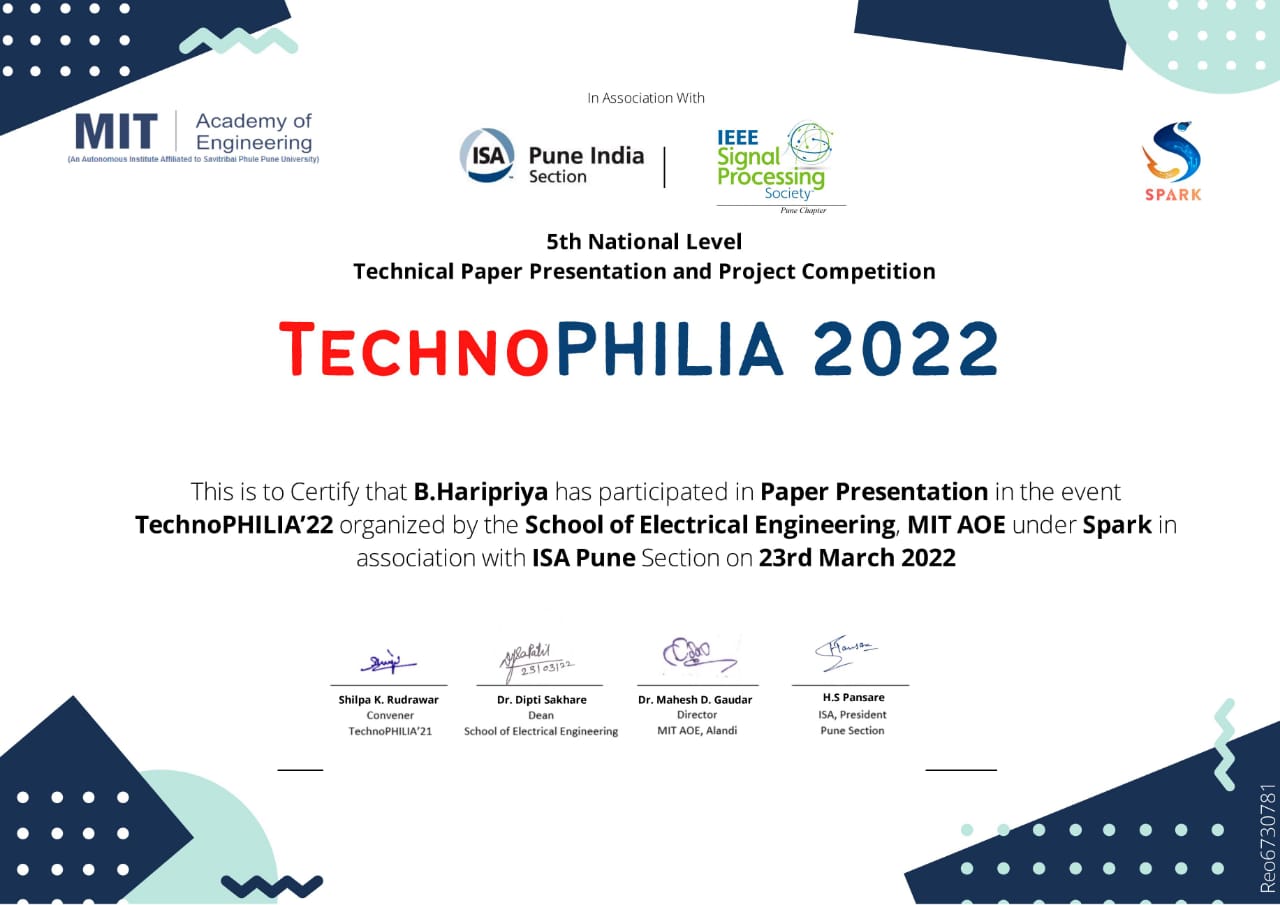 In Association With
MIT Academy of Engineering
(An Autonomous Institute Affiliated to Savitribai Phule Pune University)
ISA Pune India Section
IEEE Signal Processing Society
Pune Chapter
SPARK
5th National Level
Technical Paper Presentation and Project Competition
TECHNOPHILIA 2022
This is to Certify that B.Haripriya has participated in Paper Presentation in the event
TechnoPHILIA’22 organized by the School of Electrical Engineering, MIT AOE under Spark in
association with ISA Pune Section on 23rd March 2022
23/03/22
Shilpa K. Rudrawar
Convener
TechnoPHILIA’21
Dr. Dipti Sakhare
Dean
School of Electrical Engineering
Dr. Mahesh D. Gaudar
Director
MIT AOE, Alandi
H.S Pansare
ISA, President
Pune Section
Reo6730781